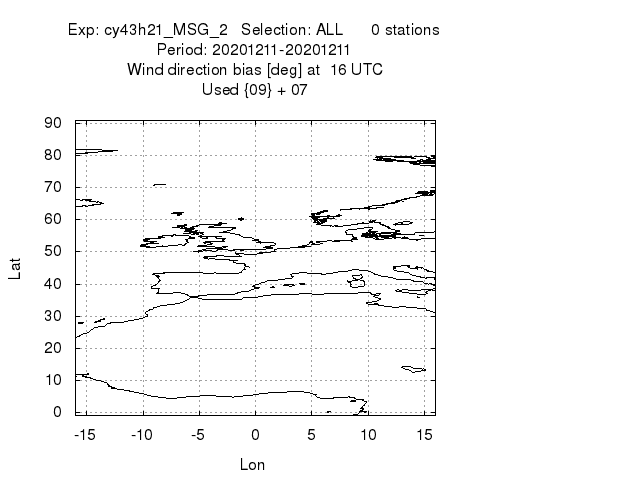 Exp: cy43h21_MSG_2 Selection: ALL 0 stations
Period: 20201211-20201211
Wind direction bias [deg] at 16 UTC
Used {09} + 07
90
80
70
60
50
40
30
20
10
0
Lat
-15 -10 -5 0 5 10 15
Lon